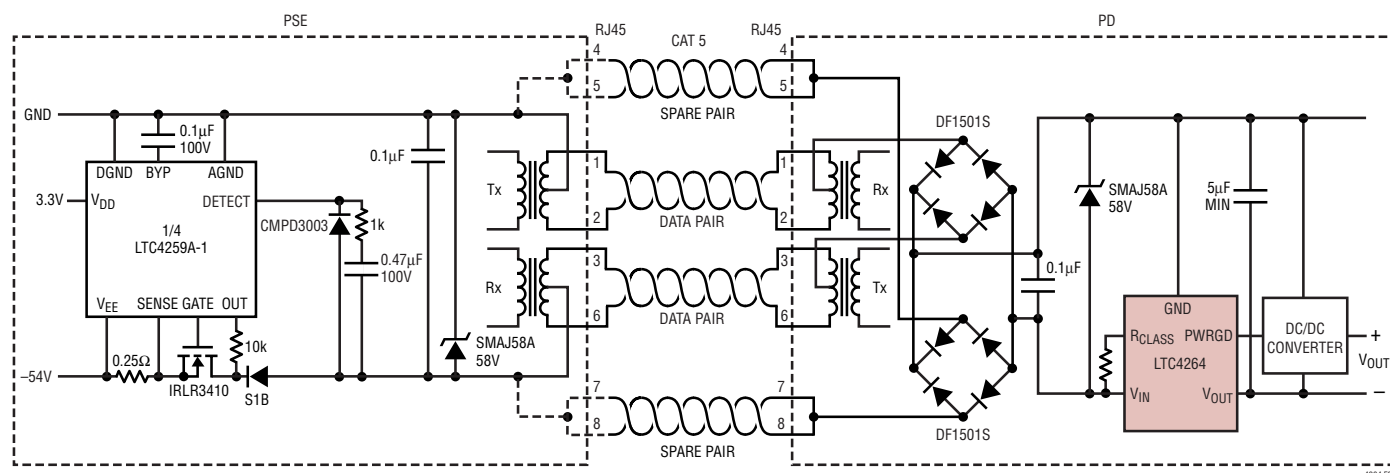 PSE
RJ45
CAT 5
RJ45
PD
4
5
4
5
SPARE PAIR
GND
0.1µF
100V
0.1µF
DGND
BYP
AGND
3.3V
VDD
DETECT
1/4
LTC4259A-1
CMPD3003
1k
0.47µF
100V
VEE
SENSE
GATE
OUT
10k
0.25Ω
–54V
IRLR3410
S1B
SMAJ58A
58V
Tx
1
2
DATA PAIR
1
2
Rx
Rx
3
6
DATA PAIR
3
6
Tx
7
8
SPARE PAIR
7
8
DF1501S
DF1501S
0.1µF
SMAJ58A
58V
5µF
MIN
GND
RCLASS
PWRGD
LTC4264
VIN
VOUT
DC/DC
CONVERTER
+
VOUT
–